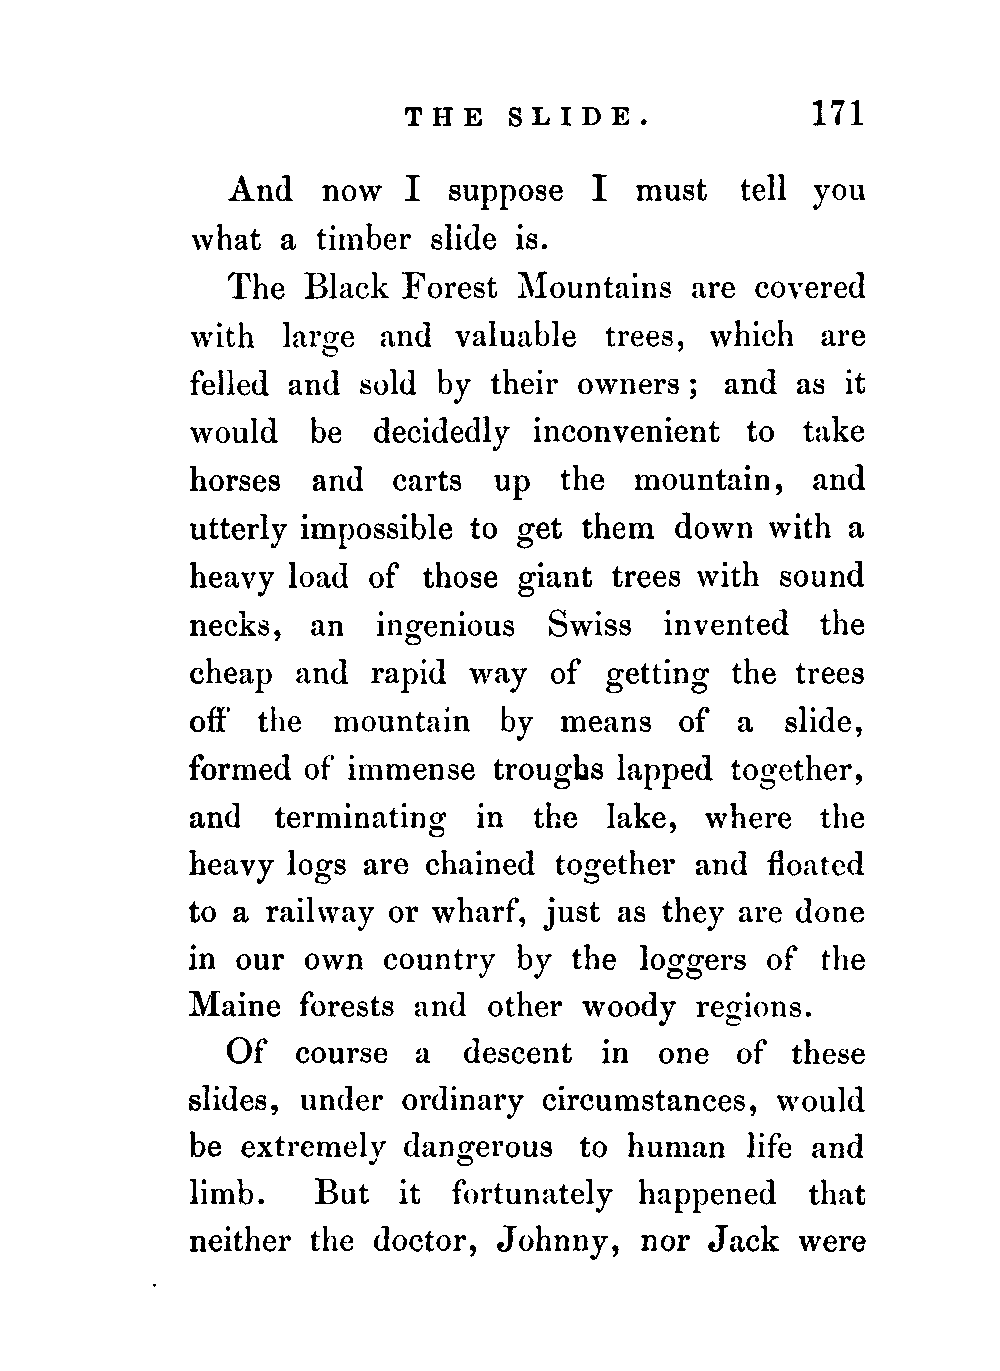 THE SLIDE. 171
And now I suppose I must tell you
what a timber slide is.
The Black Forest Mountains are covered
with large and valuable trees, which are
felled and sold by their owners; and as it
would be decidedly inconvenient to take
horses and carts up the mountain, and
utterly impossible to get them down with a
heavy load of those giant trees with sound
necks, an ingenious Swiss invented the
cheap and rapid way of getting the trees
off the mountain by means of a slide,
formed of immense troughs lapped together,
and terminating in the lake, where the
heavy logs are chained together and floated
to a railway or wharf, just as they are done
in our own country by the loggers of the
Maine forests and other woody regions.
Of course a descent in one of these
slides, under ordinary circumstances, would
be extremely dangerous to human life and
limb. But it fortunately happened that
neither the doctor, Johnny, nor Jack were